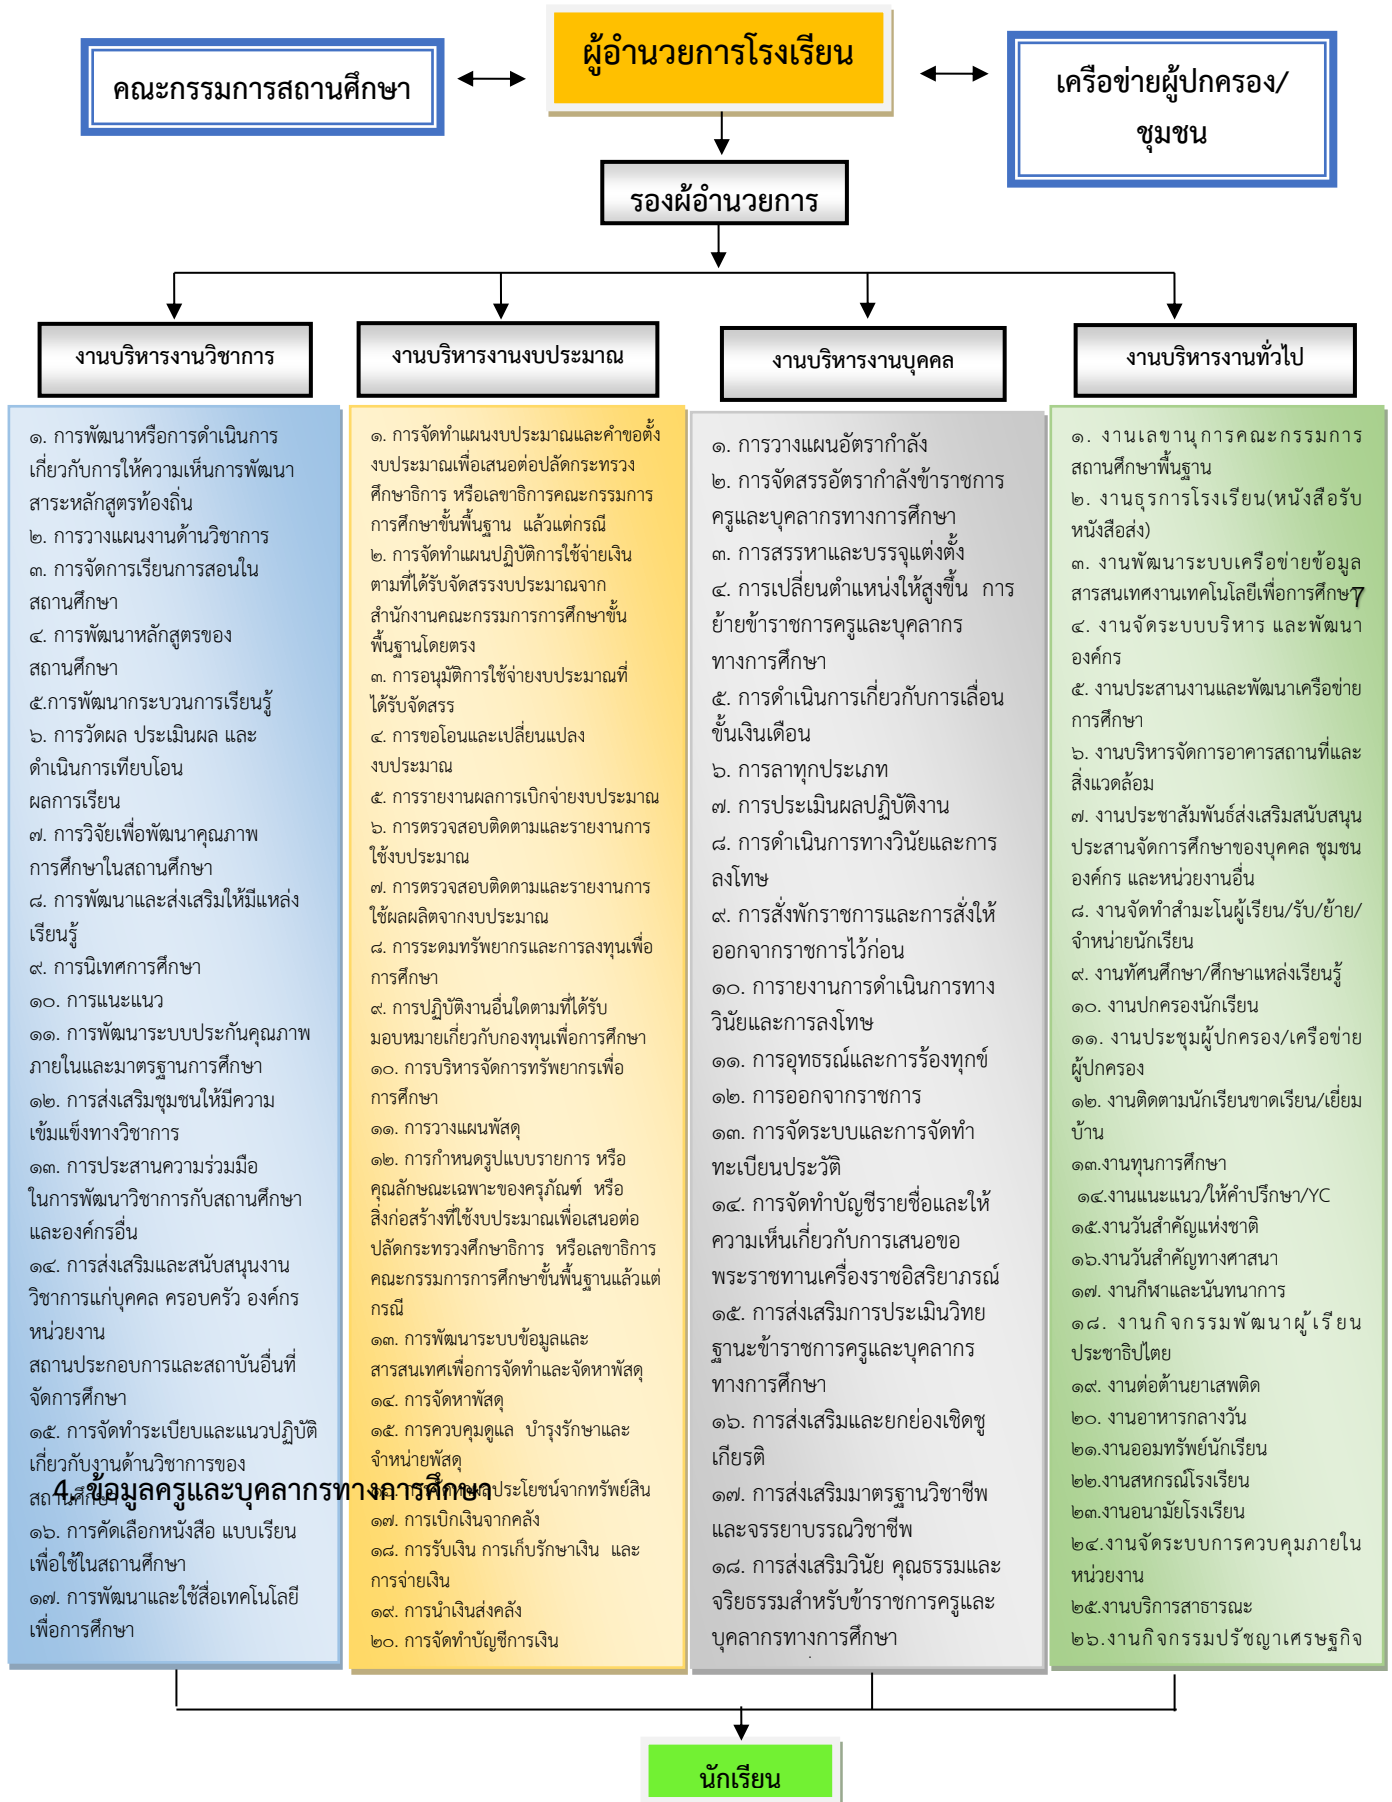 ผู้อำนวยการโรงเรียน
คณะกรรมการสถานศึกษา
เครือข่ายผู้ปกครอง/
ชุมชน
รองผู้อำนวยการ
งานบริหารงานวิชาการ
งานบริหารงานงบประมาณ
งานบริหารงานบุคคล
งานบริหารงานทั่วไป
๑. การพัฒนาหรือการดำเนินการ
เกี่ยวกับการให้ความเห็นการพัฒนา
สาระหลักสูตรท้องถิ่น
๒. การวางแผนงานด้านวิชาการ
๓. การจัดการเรียนการสอนใน
สถานศึกษา
๔. การพัฒนาหลักสูตรของ
สถานศึกษา
๕.การพัฒนากระบวนการเรียนรู้
๖. การวัดผล ประเมินผล และ
ดำเนินการเทียบโอน
ผลการเรียน
๗. การวิจัยเพื่อพัฒนาคุณภาพ
การศึกษาในสถานศึกษา
๘. การพัฒนาและส่งเสริมให้มีแหล่ง
เรียนรู้
๙. การนิเทศการศึกษา
๑๐. การแนะแนว
๑๑. การพัฒนาระบบประกันคุณภาพ
ภายในและมาตรฐานการศึกษา
๑๒. การส่งเสริมชุมชนให้มีความ
เข้มแข็งทางวิชาการ
๑๓. การประสานความร่วมมือ
ในการพัฒนาวิชาการกับสถานศึกษา
และองค์กรอื่น
๑๔. การส่งเสริมและสนับสนุนงาน
วิชาการแก่บุคคล ครอบครัว องค์กร
หน่วยงาน
สถานประกอบการและสถาบันอื่นที่
จัดการศึกษา
๑๕. การจัดทำระเบียบและแนวปฏิบัติ
เกี่ยวกับงานด้านวิชาการของ
สถานศึกษา
๑๖. การคัดเลือกหนังสือ แบบเรียน
เพื่อใช้ในสถานศึกษา
๑๗. การพัฒนาและใช้สื่อเทคโนโลยี
เพื่อการศึกษา
4. ข้อมูลครูและบุคลากรทางการศึกษา
๑. การจัดทำแผนงบประมาณและคำขอตั้ง
งบประมาณเพื่อเสนอต่อปลัดกระทรวง
ศึกษาธิการ หรือเลขาธิการคณะกรรมการ
การศึกษาขั้นพื้นฐาน แล้วแต่กรณี
๒. การจัดทำแผนปฏิบัติการใช้จ่ายเงิน
ตามที่ได้รับจัดสรรงบประมาณจาก
สำนักงานคณะกรรมการการศึกษาขั้น
พื้นฐานโดยตรง
๓. การอนุมัติการใช้จ่ายงบประมาณที่
ได้รับจัดสรร
๔. การขอโอนและเปลี่ยนแปลง
งบประมาณ
๕. การรายงานผลการเบิกจ่ายงบประมาณ
๖. การตรวจสอบติดตามและรายงานการ
ใช้งบประมาณ
๗. การตรวจสอบติดตามและรายงานการ
ใช้ผลผลิตจากงบประมาณ
๘. การระดมทรัพยากรและการลงทุนเพื่อ
การศึกษา
๙. การปฏิบัติงานอื่นใดตามที่ได้รับ
มอบหมายเกี่ยวกับกองทุนเพื่อการศึกษา
๑๐. การบริหารจัดการทรัพยากรเพื่อ
การศึกษา
๑๑. การวางแผนพัสดุ
๑๒. การกำหนดรูปแบบรายการ หรือ
คุณลักษณะเฉพาะของครุภัณฑ์ หรือ
สิ่งก่อสร้างที่ใช้งบประมาณเพื่อเสนอต่อ
ปลัดกระทรวงศึกษาธิการ หรือเลขาธิการ
คณะกรรมการการศึกษาขั้นพื้นฐานแล้วแต่
กรณี
๑๓. การพัฒนาระบบข้อมูลและ
สารสนเทศเพื่อการจัดทำและจัดหาพัสดุ
๑๔. การจัดหาพัสดุ
๑๕. การควบคุมดูแล บำรุงรักษาและ
จำหน่ายพัสดุ
ประโยชน์จากทรัพย์สิน
๑๗. การเบิกเงินจากคลัง
๑๘. การรับเงิน การเก็บรักษาเงิน และ
การจ่ายเงิน
๑๙. การนำเงินส่งคลัง
๒๐. การจัดทำบัญชีการเงิน
๑. การวางแผนอัตรากำลัง
๒. การจัดสรรอัตรากำลังข้าราชการ
ครูและบุคลากรทางการศึกษา
๓. การสรรหาและบรรจุแต่งตั้ง
๔. การเปลี่ยนตำแหน่งให้สูงขึ้น การ
ย้ายข้าราชการครูและบุคลากร
ทางการศึกษา
๕. การดำเนินการเกี่ยวกับการเลื่อน
ขั้นเงินเดือน
๖. การลาทุกประเภท
๗. การประเมินผลปฏิบัติงาน
๘. การดำเนินการทางวินัยและการ
ลงโทษ
๙. การสั่งพักราชการและการสั่งให้
ออกจากราชการไว้ก่อน
๑๐. การายงานการดำเนินการทาง
วินัยและการลงโทษ
๑๑. การอุทธรณ์และการร้องทุกข์
๑๒. การออกจากราชการ
๑๓. การจัดระบบและการจัดทำ
ทะเบียนประวัติ
๑๔. การจัดทำบัญชีรายชื่อและให้
ความเห็นเกี่ยวกับการเสนอขอ
พระราชทานเครื่องราชอิสริยาภรณ์
๑๕. การส่งเสริมการประเมินวิทย
ฐานะข้าราชการครูและบุคลากร
ทางการศึกษา
๑๖. การส่งเสริมและยกย่องเชิดชู
เกียรติ
๑๗. การส่งเสริมมาตรฐานวิชาชีพ
และจรรยาบรรณวิชาชีพ
๑๘. การส่งเสริมวินัย คุณธรรมและ
จริยธรรมสำหรับข้าราชการครูและ
บุคลากรทางการศึกษา
๑. งานเลขานุการคณะกรรมการ
สถานศึกษาพื้นฐาน
๒. งานธุรการโรงเรียน(หนังสือรับ
หนังสือส่ง)
๓. งานพัฒนาระบบเครือข่ายข้อมูล
สารสนเทศงานเทคโนโลยีเพื่อการศึกษา
7
๔. งานจัดระบบบริหาร และพัฒนา
องค์กร
๕. งานประสานงานและพัฒนาเครือข่าย
การศึกษา
๖. งานบริหารจัดการอาคารสถานที่และ
สิ่งแวดล้อม
๗. งานประชาสัมพันธ์ส่งเสริมสนับสนุน
ประสานจัดการศึกษาของบุคคล ชุมชน
องค์กร และหน่วยงานอื่น
๘. งานจัดทำสำมะโนผู้เรียน/รับ/ย้าย/
จำหน่ายนักเรียน
๙. งานทัศนศึกษา/ศึกษาแหล่งเรียนรู้
๑๐. งานปกครองนักเรียน
๑๑. งานประชุมผู้ปกครอง/เครือข่าย
ผู้ปกครอง
๑๒. งานติดตามนักเรียนขาดเรียน/เยี่ยม
บ้าน
๑๓.งานทุนการศึกษา
๑๔.งานแนะแนว/ให้คำปรึกษา/YC
๑๕.งานวันสำคัญแห่งชาติ
๑๖.งานวันสำคัญทางศาสนา
๑๗. งานกีฬาและนันทนาการ
๑๘. งานกิจกรรมพัฒนาผู้เรียน
ประชาธิปไตย
๑๙. งานต่อต้านยาเสพติด
๒๐. งานอาหารกลางวัน
๒๑.งานออมทรัพย์นักเรียน
๒๒.งานสหกรณ์โรงเรียน
๒๓.งานอนามัยโรงเรียน
๒๔.งานจัดระบบการควบคุมภายใน
หน่วยงาน
๒๕.งานบริการสาธารณะ
๒๖.งานกิจกรรมปรัชญาเศรษฐกิจ
นักเรียน